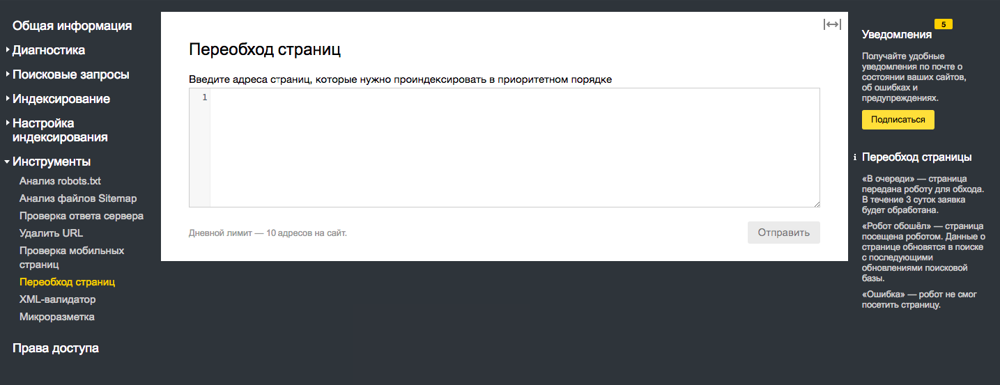 Общая информация
Диагностика
Поисковые запросы
Индексирование
Настройка
индексирования
Инструменты
Анализ robots.txt
Анализ файлов Sitemap
Проверка ответа сервера
Удалить URL
Проверка мобильных
страниц
Переобход страниц
XML-валидатор
Микроразметка
Права доступа
Переобход страниц
Введите адреса страниц, которые нужно проиндексировать в приоритетном порядке
1
Дневной лимит — 10 адресов на сайт.
Отправить
Уведомления 5
Получайте удобные
уведомления по почте о
состоянии ваших сайтов,
об ошибках и
предупреждениях.
Подписаться
i Переобход страницы
«В очереди» — страница
передана роботу для обхода.
В течение 3 суток заявка
будет обработана.
«Робот обошёл» — страница
посещена роботом. Данные о
странице обновятся в поиске
с последующими
обновлениями поисковой
базы.
«Ошибка» — робот не смог
посетить страницу.